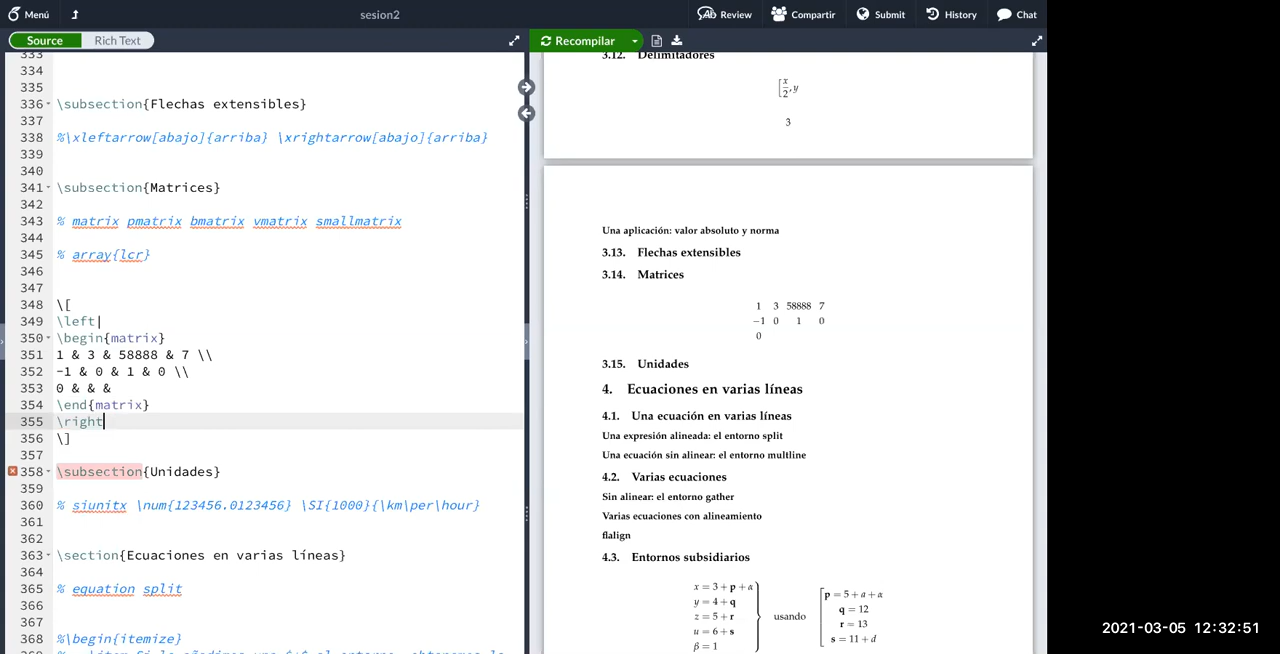 Menú
sesion2
Review
Compartir
Submit
History
Chat
Source
Rich Text
Recompilar
333
334
335
336 \subsection{Flechas extensibles}
337
338 %\xleftarrow[abajo]{arriba} \xrightarrow[abajo]{arriba}
339
340
341 \subsection{Matrices}
342
343 % matrix pmatrix bmatrix vmatrix smallmatrix
344
345 % array{lcr}
346
347
348 \[
349 \left|
350 \begin{matrix}
351 1 & 3 & 58888 & 7 \\
352 -1 & 0 & 1 & 0 \\
353 0 & & &
354 \end{matrix}
355 \right
356 \]
357
358 \subsection{Unidades}
359
360 % siunitx \num{123456.0123456} \SI{1000}{\km\per\hour}
361
362
363 \section{Ecuaciones en varias líneas}
364
365 % equation split
366
367
368 %\begin{itemize}
3.12. Delimitadores
[x/2, y
3
Una aplicación: valor absoluto y norma
3.13. Flechas extensibles
3.14. Matrices
1 3 58888 7
−1 0 1 0
0
3.15. Unidades
4. Ecuaciones en varias líneas
4.1. Una ecuación en varias líneas
Una expresión alineada: el entorno split
Una ecuación sin alinear: el entorno multline
4.2. Varias ecuaciones
Sin alinear: el entorno gather
Varias ecuaciones con alineamiento
flalign
4.3. Entornos subsidiarios
x = 3 + p + α
y = 4 + q
z = 5 + r
u = 6 + s
β = 1
usando
p = 5 + a + α
q = 12
r = 13
s = 11 + d
2021-03-05 12:32:51